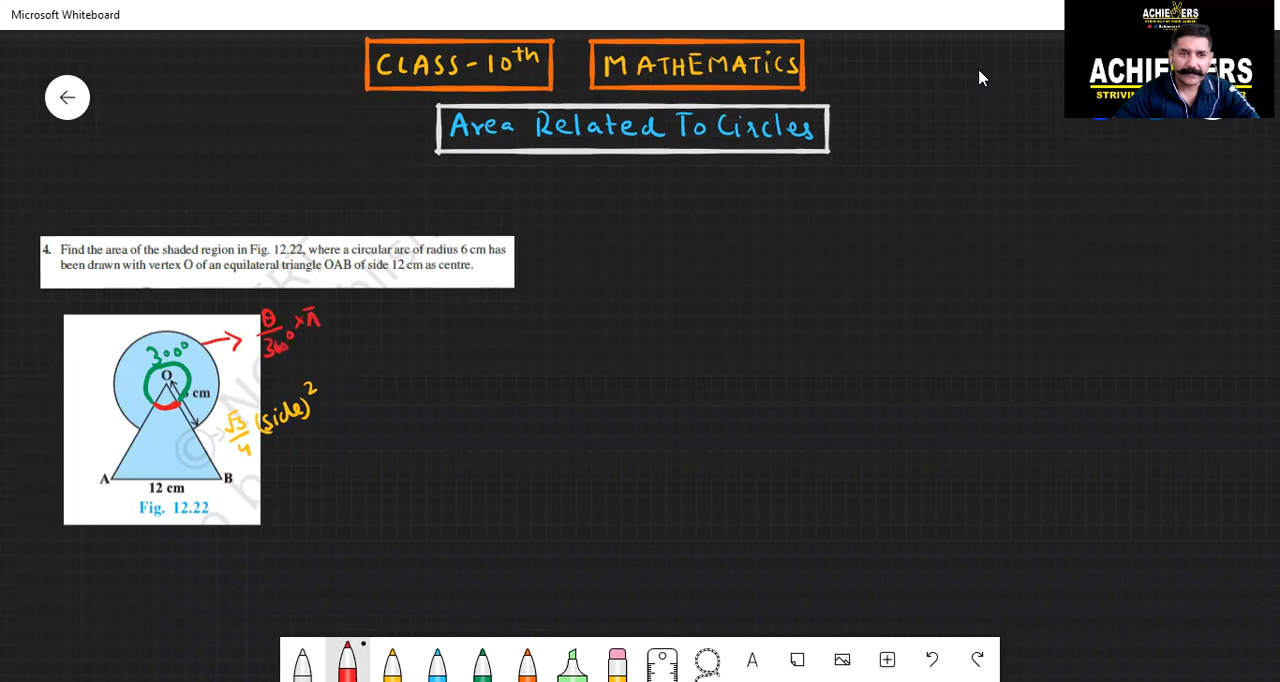 Microsoft Whiteboard
ACHIEVERS
CLASS-10th
MATHEMATICS
Area Related To Circles
4. Find the area of the shaded region in Fig. 12.22, where a circular arc of radius 6 cm has
been drawn with vertex O of an equilateral triangle OAB of side 12 cm as centre.
300°
θ/360° × π
O
cm
√3/4 (side)²
A
B
12 cm
Fig. 12.22
A